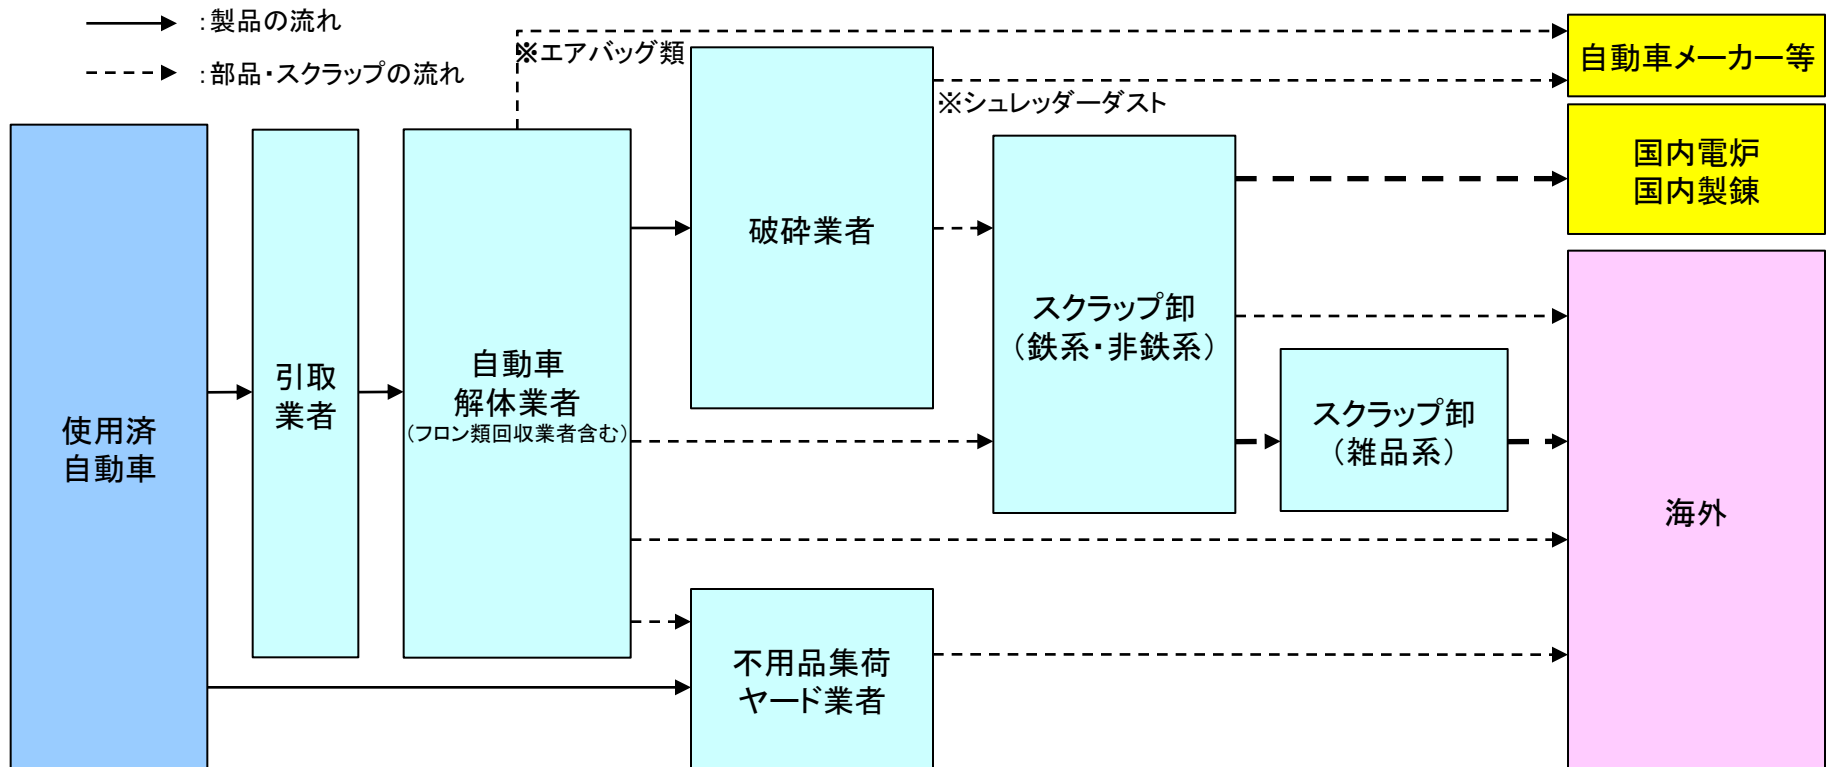 ：製品の流れ
：部品・スクラップの流れ
※エアバッグ類
※シュレッダーダスト
自動車メーカー等
国内電炉
国内製錬
破砕業者
スクラップ卸
（鉄系・非鉄系）
引取
業者
自動車
解体業者
（フロン類回収業者含む）
スクラップ卸
（雑品系）
使用済
自動車
海外
不用品集荷
ヤード業者